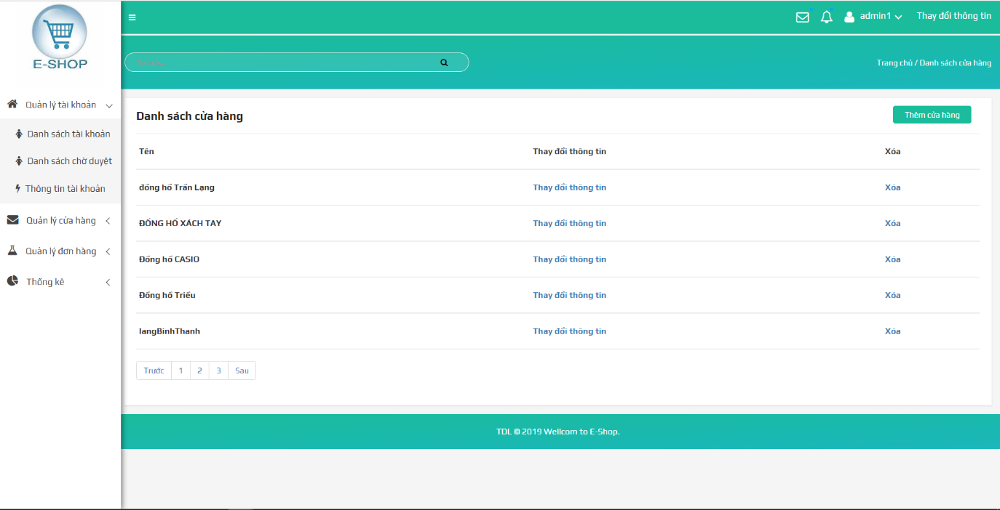 E-SHOP
admin1
Thay đổi thông tin
Trang chủ / Danh sách cửa hàng
Quản lý tài khoản
Danh sách tài khoản
Danh sách chờ duyệt
Thông tin tài khoản
Quản lý cửa hàng
Quản lý đơn hàng
Thống kê
Danh sách cửa hàng
Thêm cửa hàng
Tên Thay đổi thông tin Xóa
đồng hồ Trấn Lạng Thay đổi thông tin Xóa
ĐỒNG HỒ XÁCH TAY Thay đổi thông tin Xóa
Đồng hồ CASIO Thay đổi thông tin Xóa
Đồng hồ Triều Thay đổi thông tin Xóa
langBinhThanh Thay đổi thông tin Xóa
Trước 1 2 3 Sau
TDL © 2019 Wellcom to E-Shop.